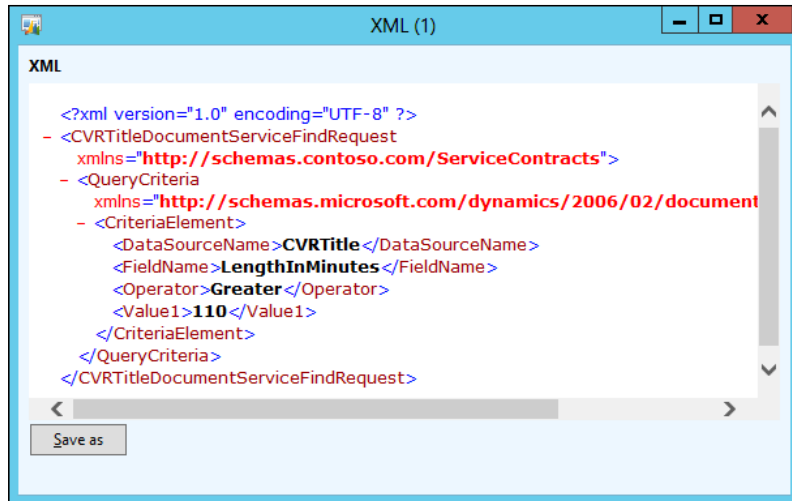 XML (1)
XML
<?xml version="1.0" encoding="UTF-8" ?>
- <CVRTitleDocumentServiceFindRequest
xmlns="http://schemas.contoso.com/ServiceContracts">
- <QueryCriteria
xmlns="http://schemas.microsoft.com/dynamics/2006/02/document
- <CriteriaElement>
<DataSourceName>CVRTitle</DataSourceName>
<FieldName>LengthInMinutes</FieldName>
<Operator>Greater</Operator>
<Value1>110</Value1>
</CriteriaElement>
</QueryCriteria>
</CVRTitleDocumentServiceFindRequest>
Save as